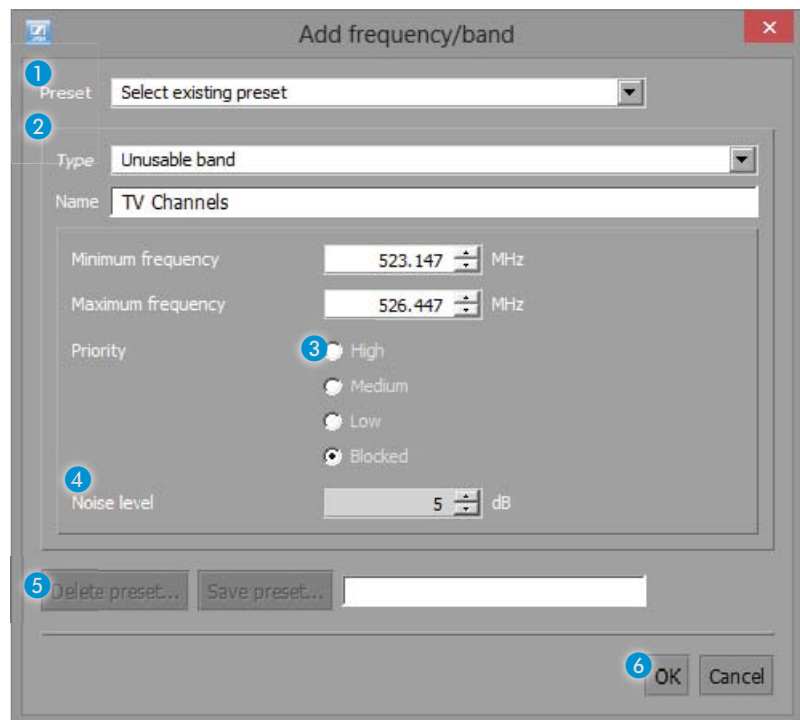 Add frequency/band
1
Preset Select existing preset
2
Type Unusable band
Name TV Channels
Minimum frequency 523.147 MHz
Maximum frequency 526.447 MHz
Priority 3 High
Medium
Low
Blocked
4
Noise level 5 dB
5 Delete preset... Save preset...
6 OK Cancel